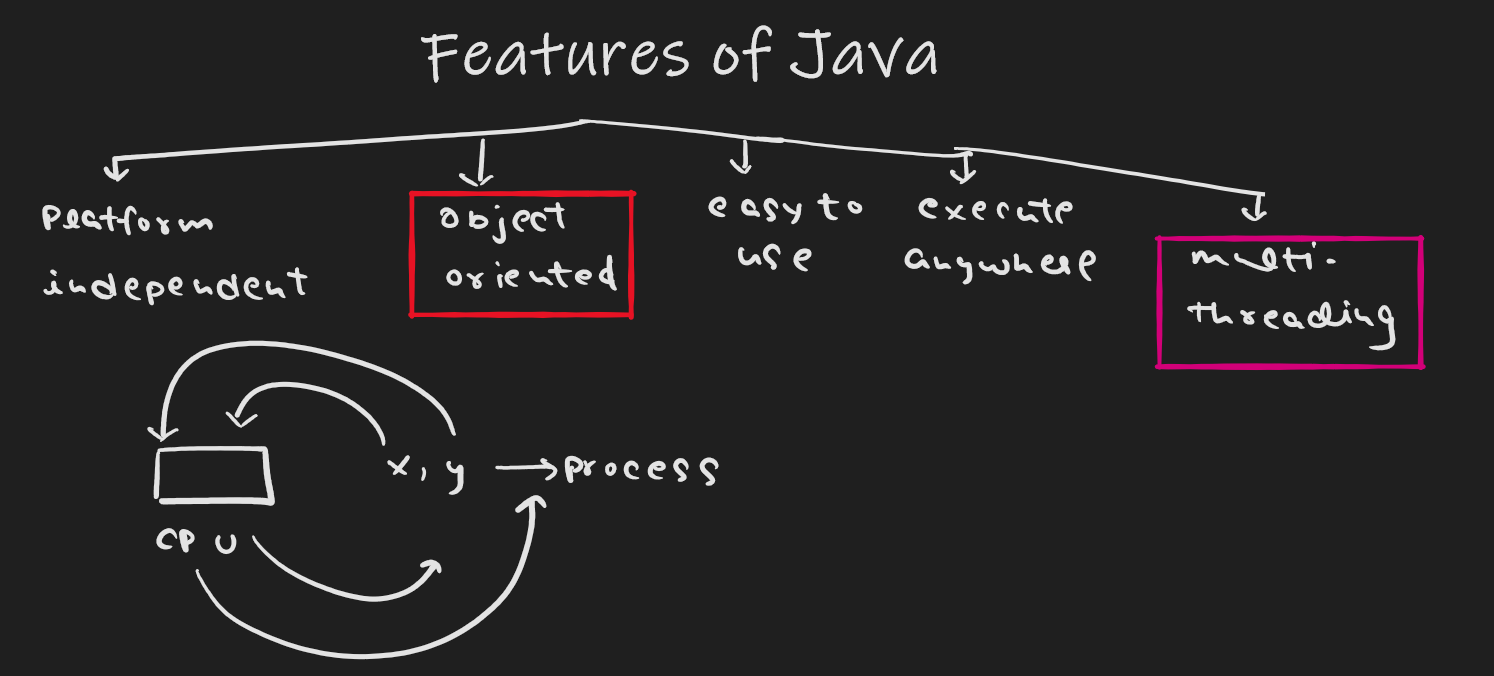 Features of Java
Platform
independent
object
oriented
easy to
use
execute
anywhere
multi-
threading
x, y → process
CPU